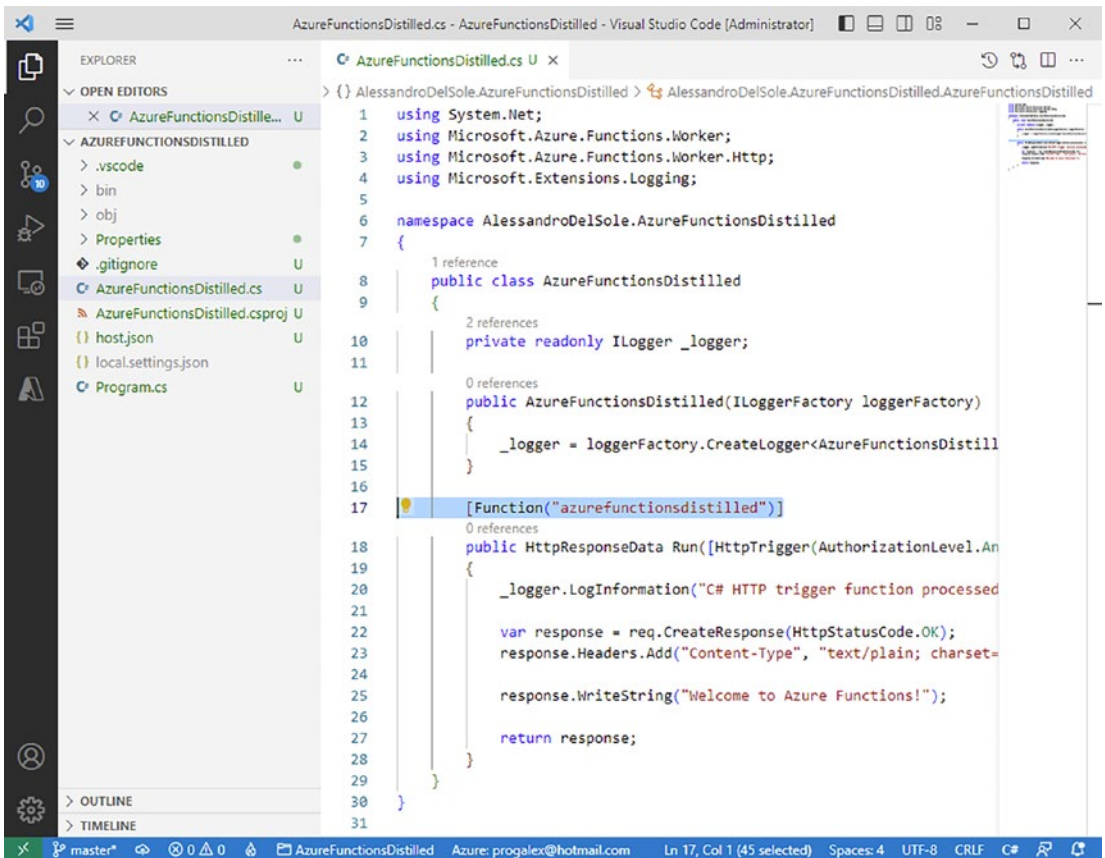 AzureFunctionsDistilled.cs - AzureFunctionsDistilled - Visual Studio Code [Administrator]
EXPLORER
OPEN EDITORS
AzureFunctionsDistille... U
AZUREFUNCTIONSDISTILLED
.vscode
bin
obj
Properties
.gitignore U
AzureFunctionsDistilled.cs U
AzureFunctionsDistilled.csproj U
host.json U
local.settings.json
Program.cs U
OUTLINE
TIMELINE
10
AzureFunctionsDistilled.cs U
{} AlessandroDelSole.AzureFunctionsDistilled > AlessandroDelSole.AzureFunctionsDistilled.AzureFunctionsDistilled
1 using System.Net;
2 using Microsoft.Azure.Functions.Worker;
3 using Microsoft.Azure.Functions.Worker.Http;
4 using Microsoft.Extensions.Logging;
5
6 namespace AlessandroDelSole.AzureFunctionsDistilled
7 {
1 reference
8 public class AzureFunctionsDistilled
9 {
2 references
10 private readonly ILogger _logger;
11
0 references
12 public AzureFunctionsDistilled(ILoggerFactory loggerFactory)
13 {
14 _logger = loggerFactory.CreateLogger<AzureFunctionsDistill
15 }
16
17 [Function("azurefunctionsdistilled")]
0 references
18 public HttpResponseData Run([HttpTrigger(AuthorizationLevel.An
19 {
20 _logger.LogInformation("C# HTTP trigger function processed
21
22 var response = req.CreateResponse(HttpStatusCode.OK);
23 response.Headers.Add("Content-Type", "text/plain; charset=
24
25 response.WriteString("Welcome to Azure Functions!");
26
27 return response;
28 }
29 }
30 }
31
master* 0 0 AzureFunctionsDistilled Azure: progalex@hotmail.com Ln 17, Col 1 (45 selected) Spaces: 4 UTF-8 CRLF C#